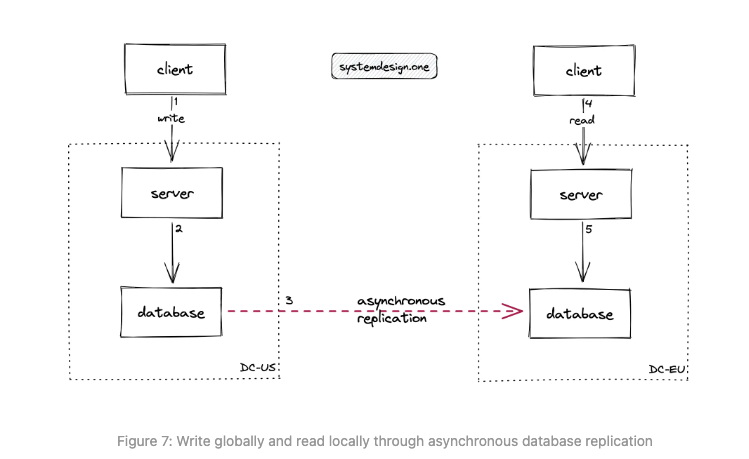 client
systemdesign.one
client
1
write
4
read
server
server
2
5
database
3
asynchronous
replication
database
DC-US
DC-EU
Figure 7: Write globally and read locally through asynchronous database replication